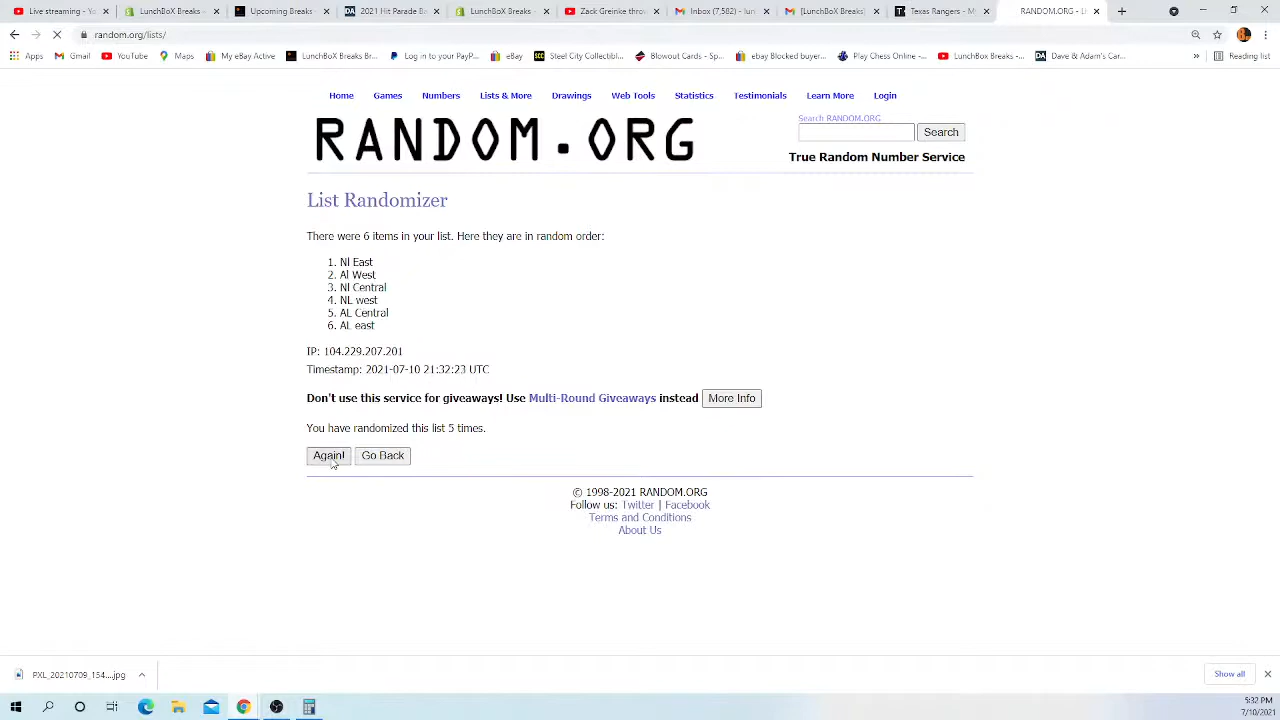 Live streaming - Yo
LunchBoX Breaks -
Upcoming Breaks
2021 Hit Parade Ba
LunchBoX Breaks -
Zack Greinke throw
Inbox (7,582) - lun
[LunchBoX Breaks]
Texas Rangers - M
RANDOM.ORG - Li
random.org/lists/
Apps
Gmail
YouTube
Maps
My eBay Active
LunchBox Breaks Br...
Log in to your PayP...
eBay
Steel City Collectibl...
Blowout Cards - Sp...
ebay Blocked buyer...
Play Chess Online -...
LunchBox Breaks -...
Dave & Adam's Car...
»
Reading list
Home
Games
Numbers
Lists & More
Drawings
Web Tools
Statistics
Testimonials
Learn More
Login
RANDOM.ORG
Search RANDOM.ORG
Search
True Random Number Service
List Randomizer
There were 6 items in your list. Here they are in random order:
1. Nl East
2. Al West
3. Nl Central
4. NL west
5. AL Central
6. AL east
IP: 104.229.207.201
Timestamp: 2021-07-10 21:32:23 UTC
Don't use this service for giveaways! Use Multi-Round Giveaways instead
More Info
You have randomized this list 5 times.
Again!
Go Back
© 1998-2021 RANDOM.ORG
Follow us: Twitter | Facebook
Terms and Conditions
About Us
PXL_20210709_154....jpg
Show all
5:32 PM
7/10/2021